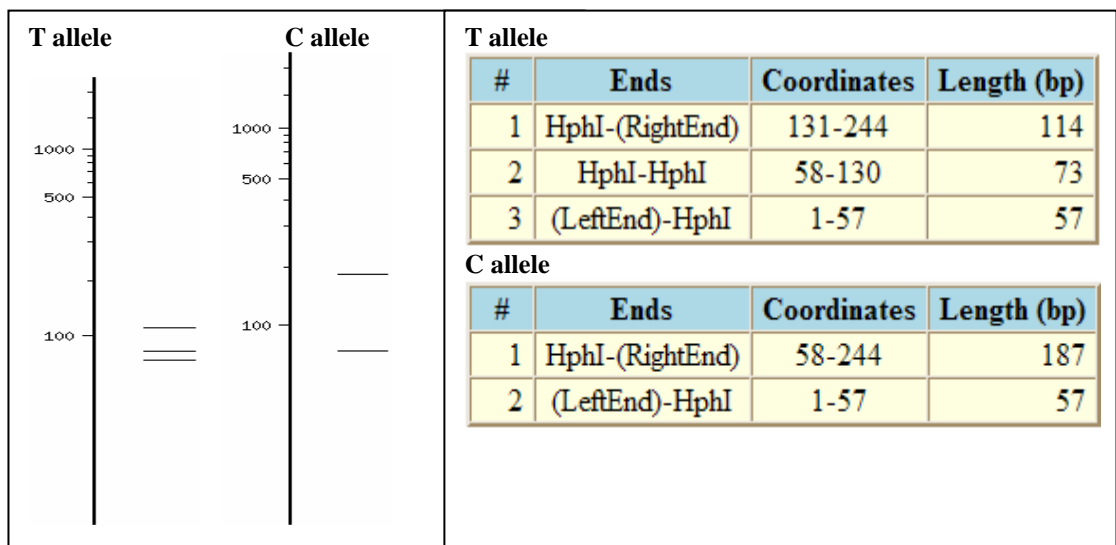 T allele
1000
500
100
C allele
1000
500
100
T allele
# Ends Coordinates Length (bp)
1 HphI-(RightEnd) 131-244 114
2 HphI-HphI 58-130 73
3 (LeftEnd)-HphI 1-57 57
C allele
# Ends Coordinates Length (bp)
1 HphI-(RightEnd) 58-244 187
2 (LeftEnd)-HphI 1-57 57